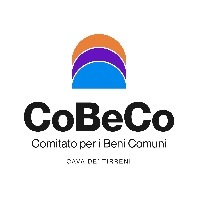 CoBeCo
Comitato per i Beni Comuni
CAVA DE' TIRRENI